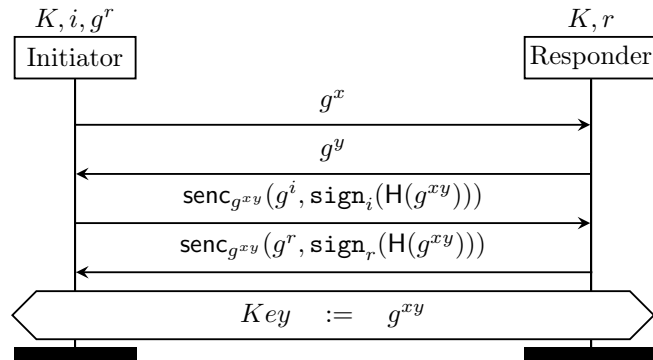 K, i, g^r K, r
Initiator Responder
g^x
g^y
senc_{g^{xy}}(g^i, sign_i(H(g^{xy})))
senc_{g^{xy}}(g^r, sign_r(H(g^{xy})))
Key := g^{xy}